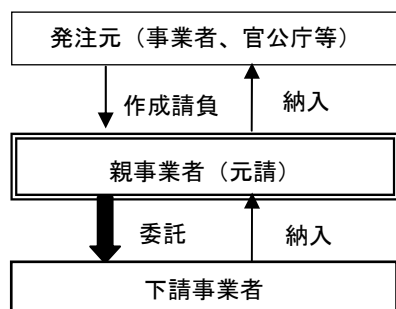 発注元（事業者、官公庁等）
作成請負
納入
親事業者（元請）
委託
納入
下請事業者